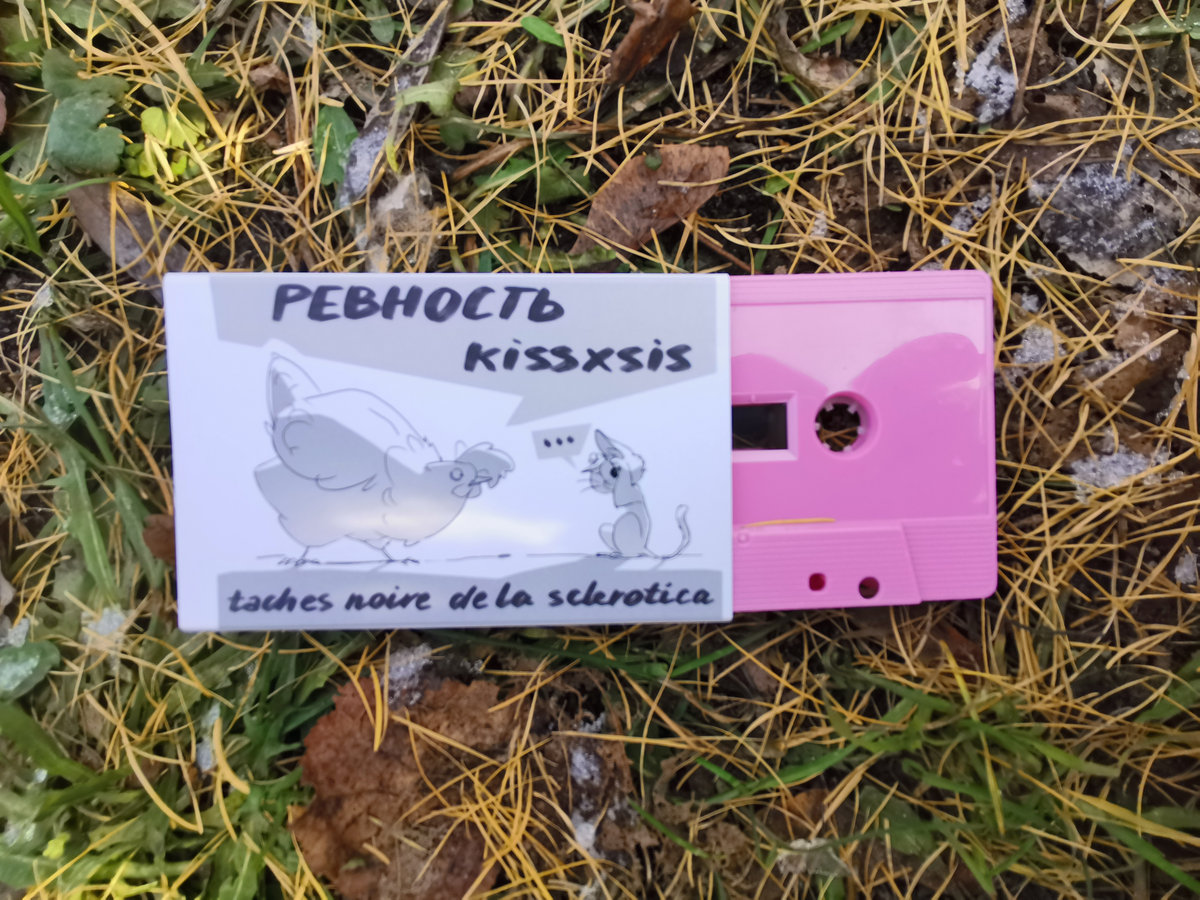 РЕВНОСТЬ
kissxsis
...
taches noire de la sclerotica